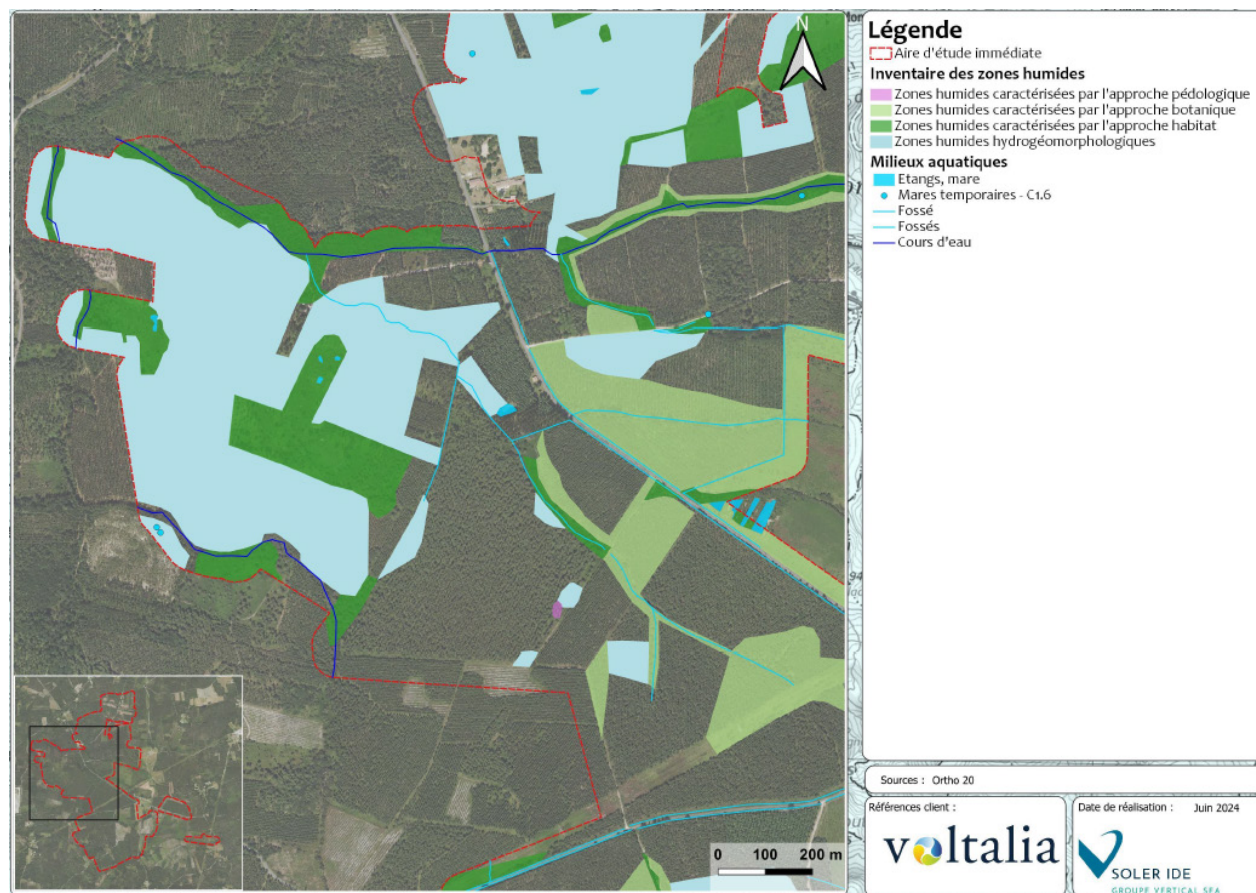 N
Légende
Aire d'étude immédiate
Inventaire des zones humides
Zones humides caractérisées par l'approche pédologique
Zones humides caractérisées par l'approche botanique
Zones humides caractérisées par l'approche habitat
Zones humides hydrogéomorphologiques
Milieux aquatiques
Etangs, mare
Mares temporaires - C1.6
Fossé
Fossés
Cours d'eau
0 100 200 m
Sources : Ortho 20
Références client :
voltalia
Date de réalisation : Juin 2024
SOLER IDE
GROUPE VERTICAL SEA